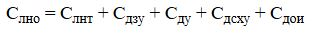 Слно = Слнт + Сдзу + Сду + Сдсху + Сдои